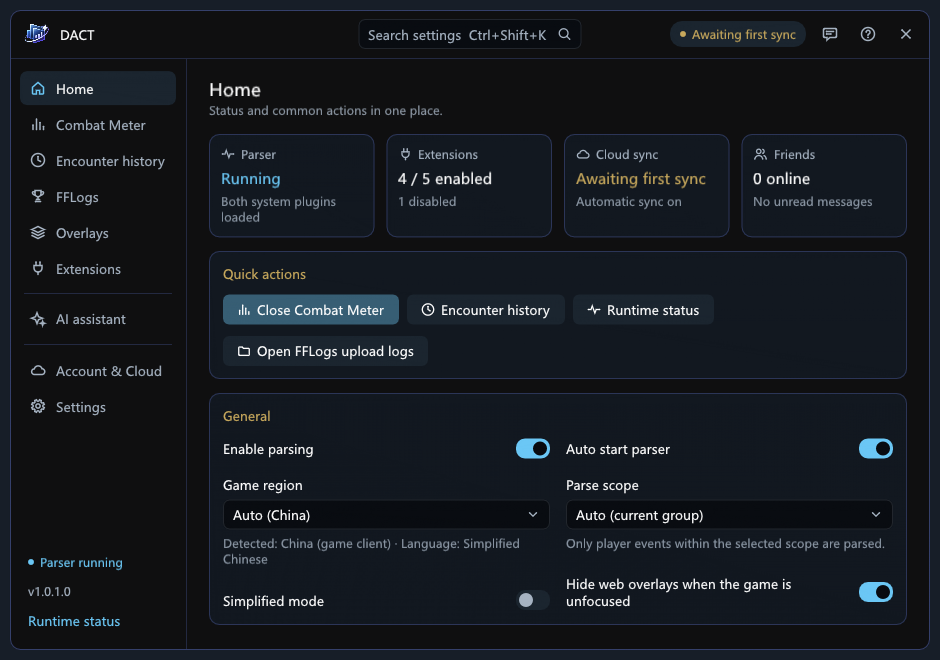 DACT
Search settings Ctrl+Shift+K
Awaiting first sync
Home
Combat Meter
Encounter history
FFLogs
Overlays
Extensions
AI assistant
Account & Cloud
Settings
Parser running
v1.0.1.0
Runtime status
Home
Status and common actions in one place.
Parser
Running
Both system plugins
loaded
Extensions
4 / 5 enabled
1 disabled
Cloud sync
Awaiting first sync
Automatic sync on
Friends
0 online
No unread messages
Quick actions
Close Combat Meter
Encounter history
Runtime status
Open FFLogs upload logs
General
Enable parsing
Auto start parser
Game region
Auto (China)
Detected: China (game client) · Language: Simplified
Chinese
Parse scope
Auto (current group)
Only player events within the selected scope are parsed.
Simplified mode
Hide web overlays when the game is
unfocused